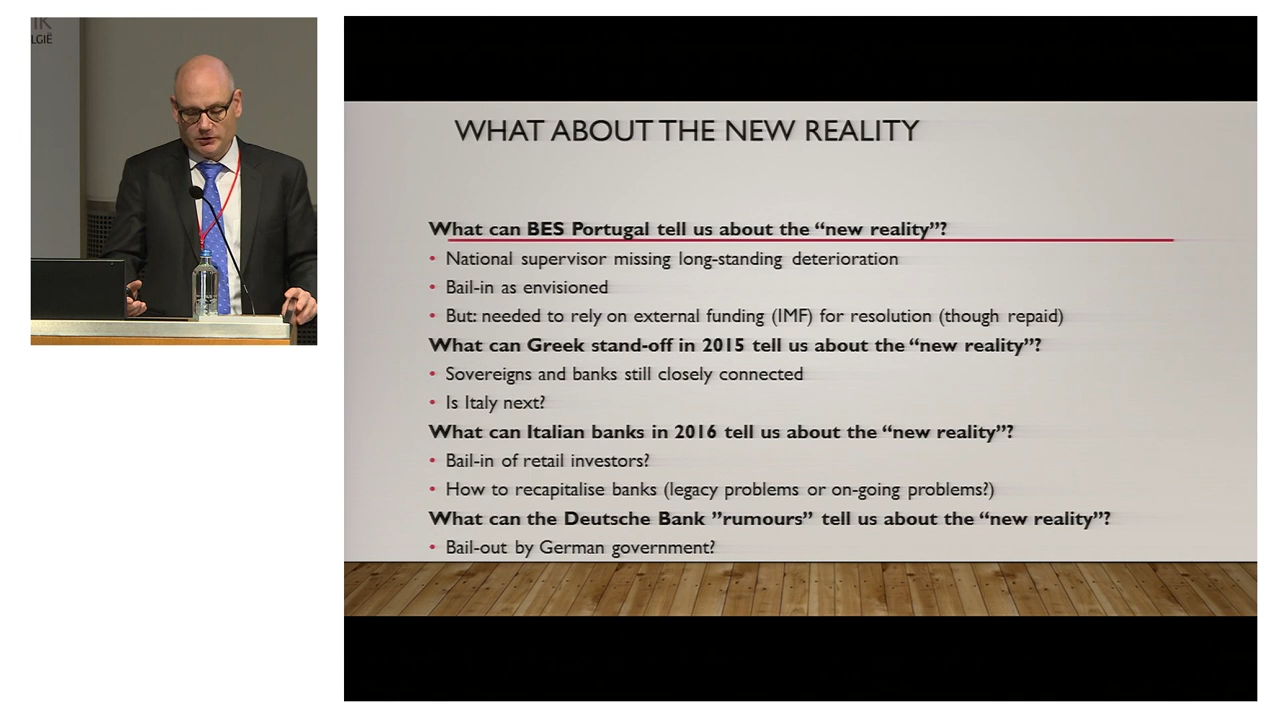 IK
LGIË
WHAT ABOUT THE NEW REALITY
What can BES Portugal tell us about the “new reality”?
• National supervisor missing long-standing deterioration
• Bail-in as envisioned
• But: needed to rely on external funding (IMF) for resolution (though repaid)
What can Greek stand-off in 2015 tell us about the “new reality”?
• Sovereigns and banks still closely connected
• Is Italy next?
What can Italian banks in 2016 tell us about the “new reality”?
• Bail-in of retail investors?
• How to recapitalise banks (legacy problems or on-going problems?)
What can the Deutsche Bank ”rumours” tell us about the “new reality”?
• Bail-out by German government?